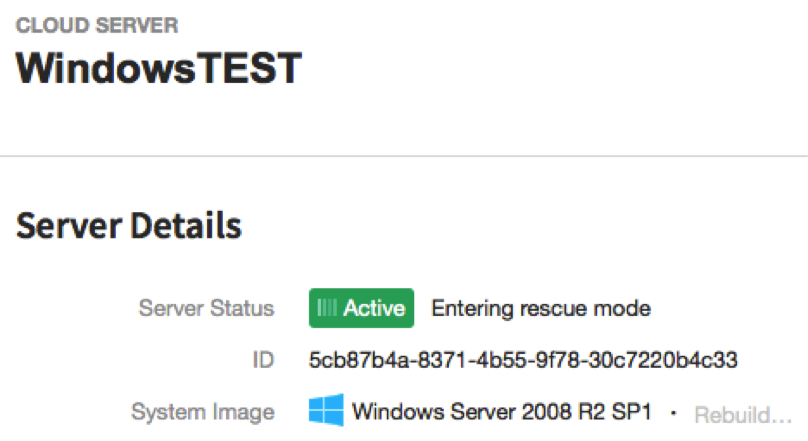 CLOUD SERVER
WindowsTEST
Server Details
Server Status Active Entering rescue mode
ID 5cb87b4a-8371-4b55-9f78-30c7220b4c33
System Image Windows Server 2008 R2 SP1 · Rebuild...